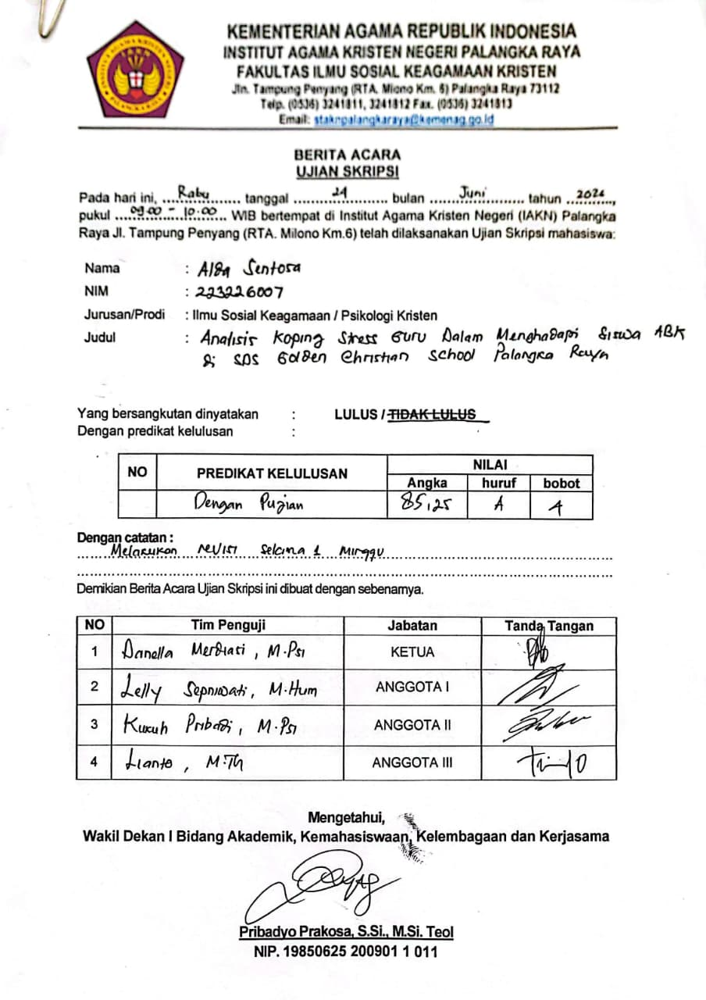 KEMENTERIAN AGAMA REPUBLIK INDONESIA
INSTITUT AGAMA KRISTEN NEGERI PALANGKA RAYA
FAKULTAS ILMU SOSIAL KEAGAMAAN KRISTEN
Jln. Tampung Penyang (RTA. Milono Km. 6) Palangka Raya 73112
Telp. (0536) 3241811, 3241812 Fax. (0536) 3241813
Email: staknpalangkaraya@kemenag.go.id
BERITA ACARA
UJIAN SKRIPSI
Pada hari ini, Rabu tanggal 24 bulan Juni tahun 2026,
pukul 09.00 - 10.00 WIB bertempat di Institut Agama Kristen Negeri (IAKN) Palangka
Raya Jl. Tampung Penyang (RTA. Milono Km.6) telah dilaksanakan Ujian Skripsi mahasiswa:
Nama : Alda Sentosa
NIM : 223226007
Jurusan/Prodi : Ilmu Sosial Keagamaan / Psikologi Kristen
Judul : Analisis Koping Stress Guru Dalam Menghadapi Siswa ABK
di SDS Golden Christian School Palangka Raya
Yang bersangkutan dinyatakan : LULUS / TIDAK LULUS
Dengan predikat kelulusan :
NO PREDIKAT KELULUSAN NILAI
Angka huruf bobot
Dengan Pujian 85,25 A 4
Dengan catatan :
Melakukan revisi Selama 1 Minggu
Demikian Berita Acara Ujian Skripsi ini dibuat dengan sebenarnya.
NO Tim Penguji Jabatan Tanda Tangan
1 Danella Merdiati, M.Psi KETUA
2 Lelly Sepniwati, M.Hum ANGGOTA I
3 Kukuh Pribadi, M.Psi ANGGOTA II
4 Lianto, M.Th ANGGOTA III
Mengetahui,
Wakil Dekan I Bidang Akademik, Kemahasiswaan, Kelembagaan dan Kerjasama
Pribadyo Prakosa, S.Si., M.Si. Teol
NIP. 19850625 200901 1 011